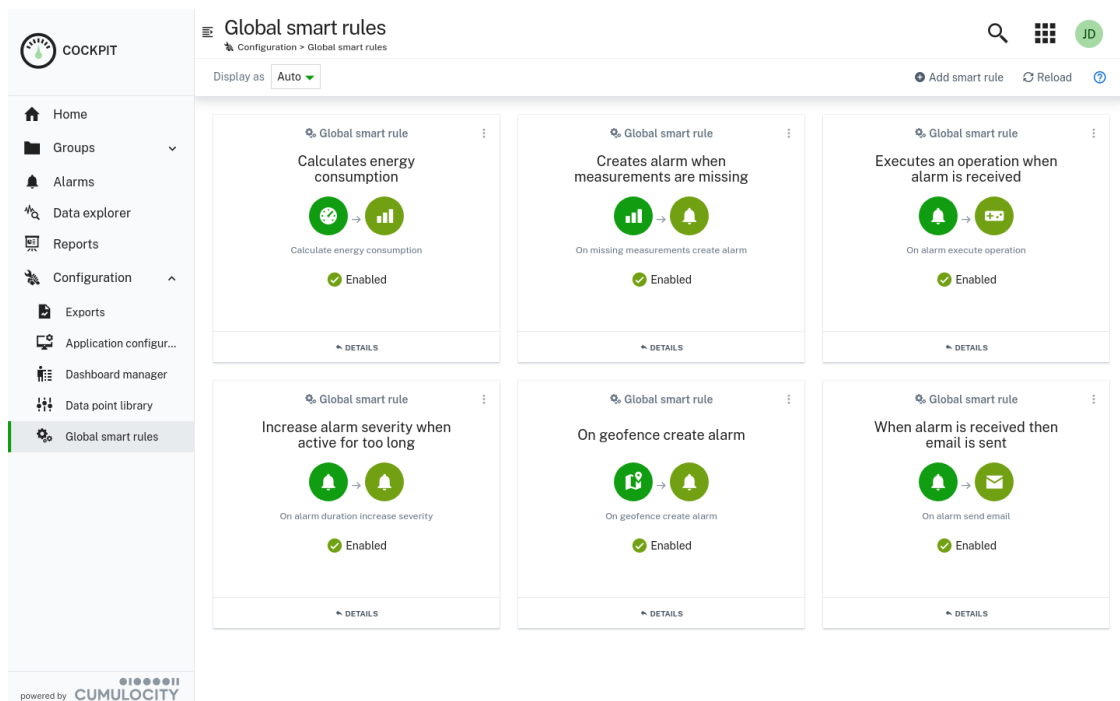 COCKPIT
Home
Groups
Alarms
Data explorer
Reports
Configuration
Exports
Application configur...
Dashboard manager
Data point library
Global smart rules
powered by CUMULOCITY
Global smart rules
Configuration > Global smart rules
JD
Display as Auto
Add smart rule Reload
Global smart rule
Calculates energy
consumption
Calculate energy consumption
Enabled
DETAILS
Global smart rule
Creates alarm when
measurements are missing
On missing measurements create alarm
Enabled
DETAILS
Global smart rule
Executes an operation when
alarm is received
On alarm execute operation
Enabled
DETAILS
Global smart rule
Increase alarm severity when
active for too long
On alarm duration increase severity
Enabled
DETAILS
Global smart rule
On geofence create alarm
On geofence create alarm
Enabled
DETAILS
Global smart rule
When alarm is received then
email is sent
On alarm send email
Enabled
DETAILS